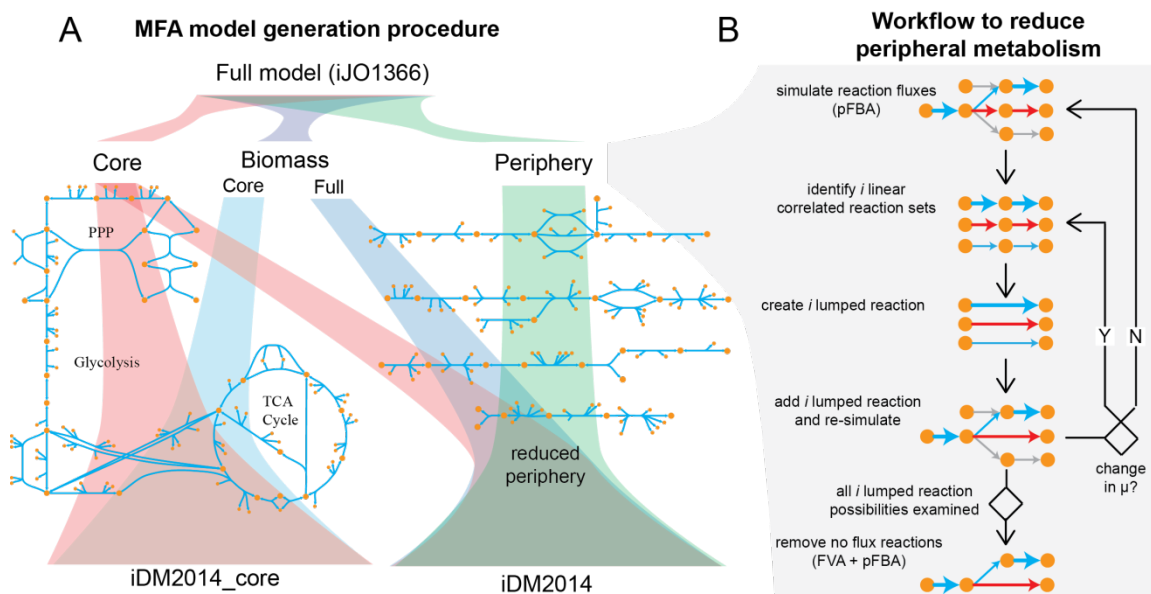 A
MFA model generation procedure
Full model (iJO1366)
Core
Biomass
Periphery
Core
Full
PPP
Glycolysis
TCA
Cycle
reduced
periphery
iDM2014_core
iDM2014
B
Workflow to reduce
peripheral metabolism
simulate reaction fluxes
(pFBA)
identify i linear
correlated reaction sets
create i lumped reaction
Y
N
add i lumped reaction
and re-simulate
change
in μ?
all i lumped reaction
possibilities examined
remove no flux reactions
(FVA + pFBA)